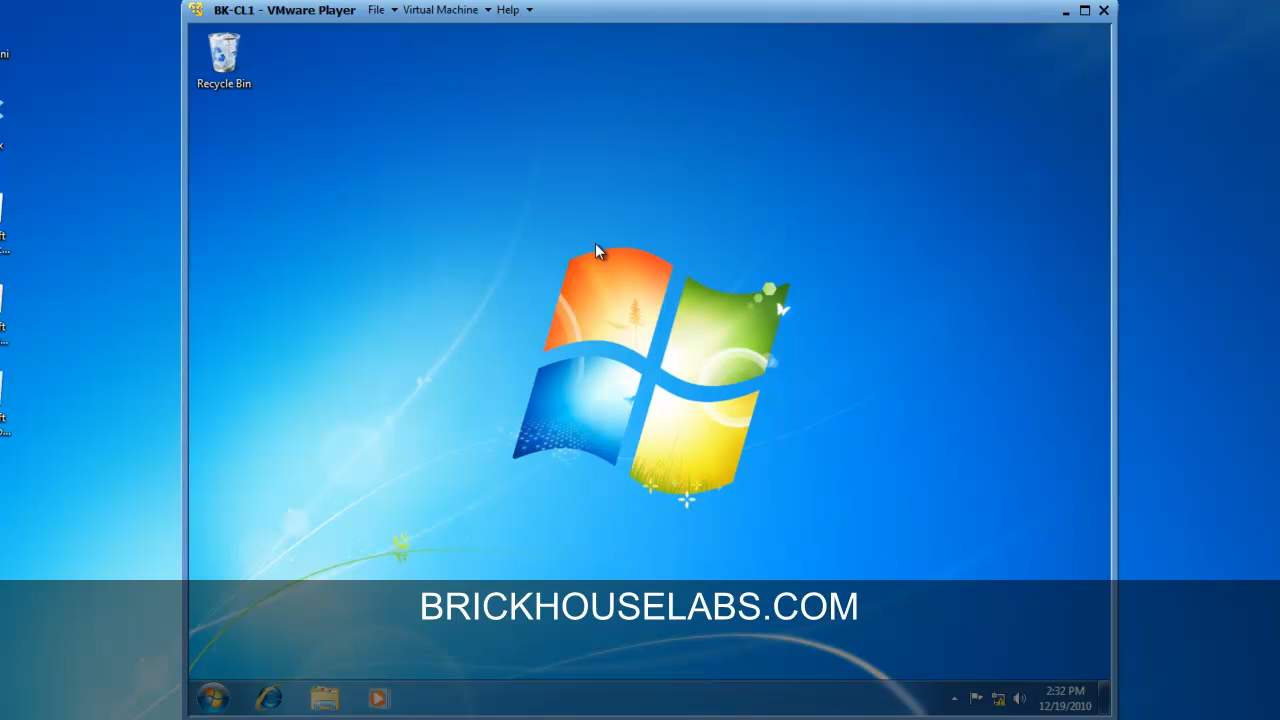 BK-CL1 - VMware Player File Virtual Machine Help
Recycle Bin
BRICKHOUSELABS.COM
2:32 PM
12/19/2010